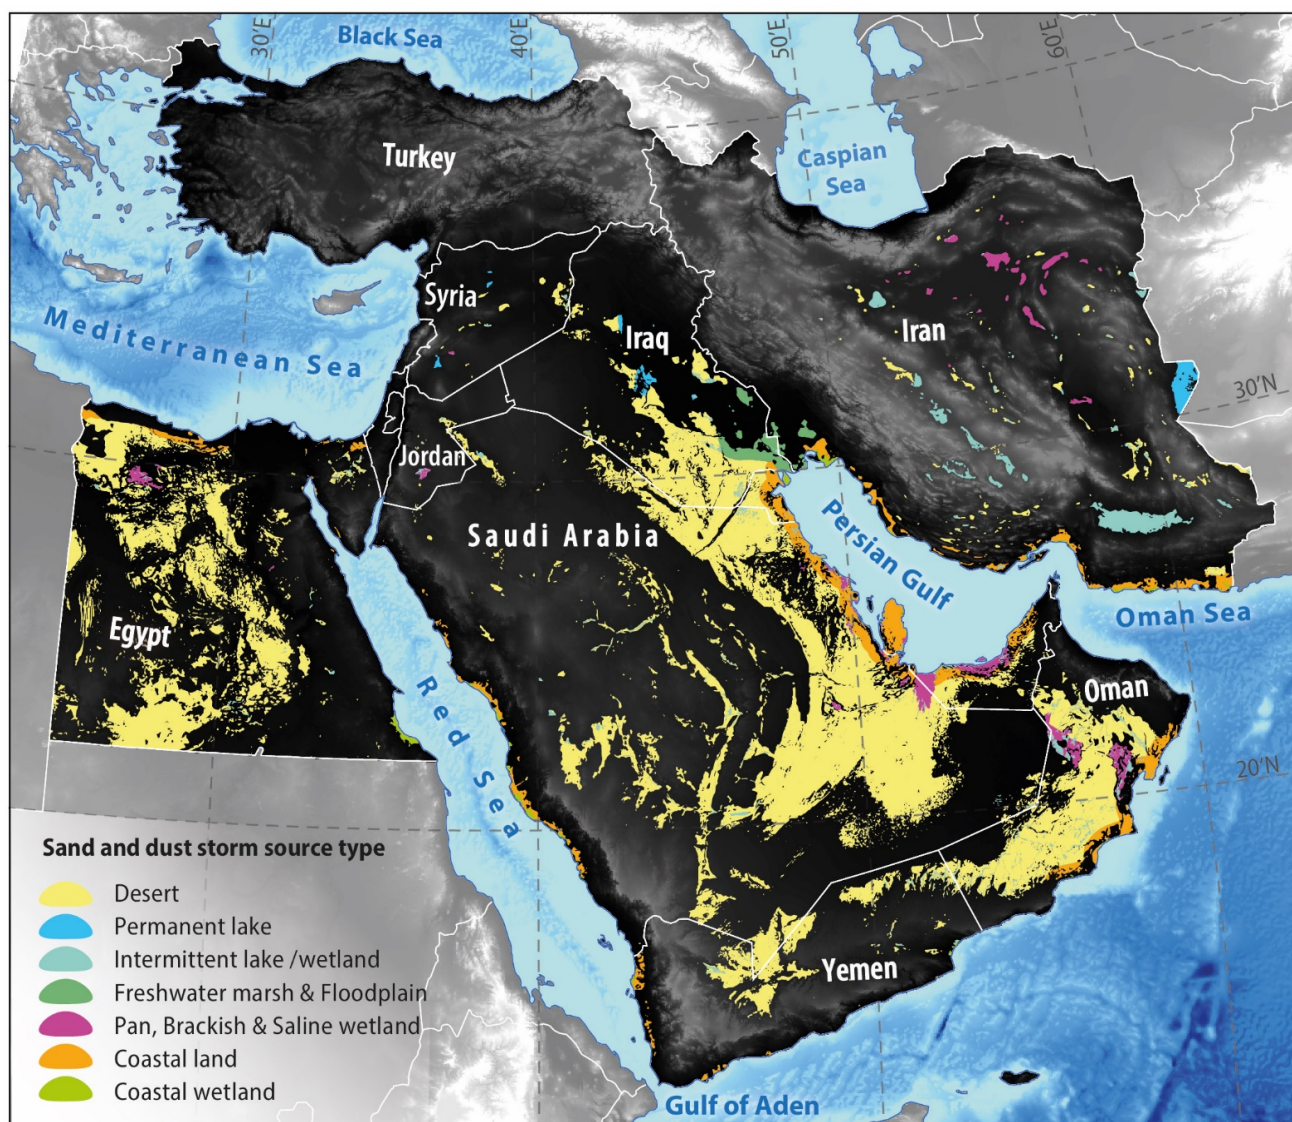 30'E
40'E
50'E
60'E
Black Sea
Caspian
Sea
Turkey
Syria
Mediterranean Sea
Iraq
Iran
30'N
Jordan
Saudi Arabia
Persian Gulf
Egypt
Oman Sea
Red Sea
Oman
20'N
Yemen
Gulf of Aden
Sand and dust storm source type
Desert
Permanent lake
Intermittent lake /wetland
Freshwater marsh & Floodplain
Pan, Brackish & Saline wetland
Coastal land
Coastal wetland